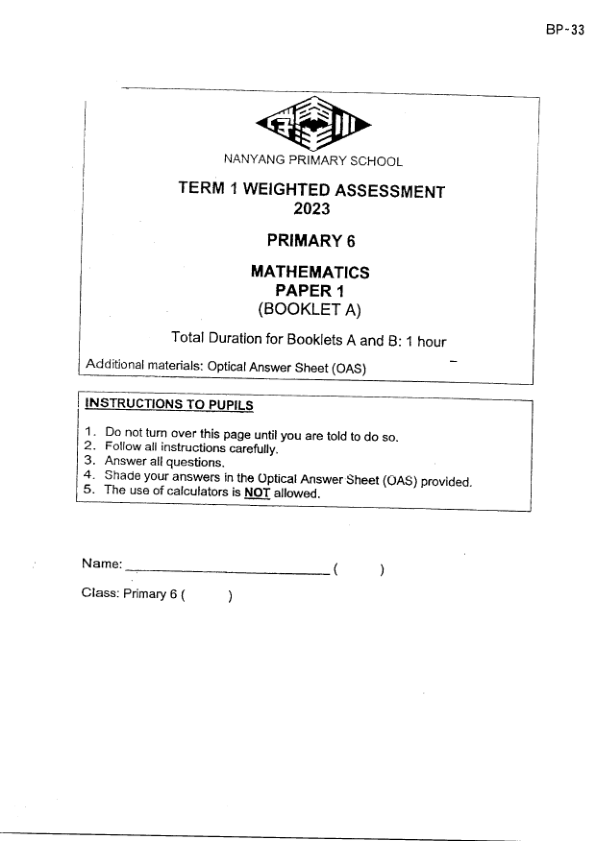 BP-33
NANYANG PRIMARY SCHOOL
TERM 1 WEIGHTED ASSESSMENT
2023
PRIMARY 6
MATHEMATICS
PAPER 1
(BOOKLET A)
Total Duration for Booklets A and B: 1 hour
Additional materials: Optical Answer Sheet (OAS)
INSTRUCTIONS TO PUPILS
1. Do not turn over this page until you are told to do so.
2. Follow all instructions carefully.
3. Answer all questions.
4. Shade your answers in the Optical Answer Sheet (OAS) provided.
5. The use of calculators is NOT allowed.
Name: ______________________________ ( )
Class: Primary 6 ( )